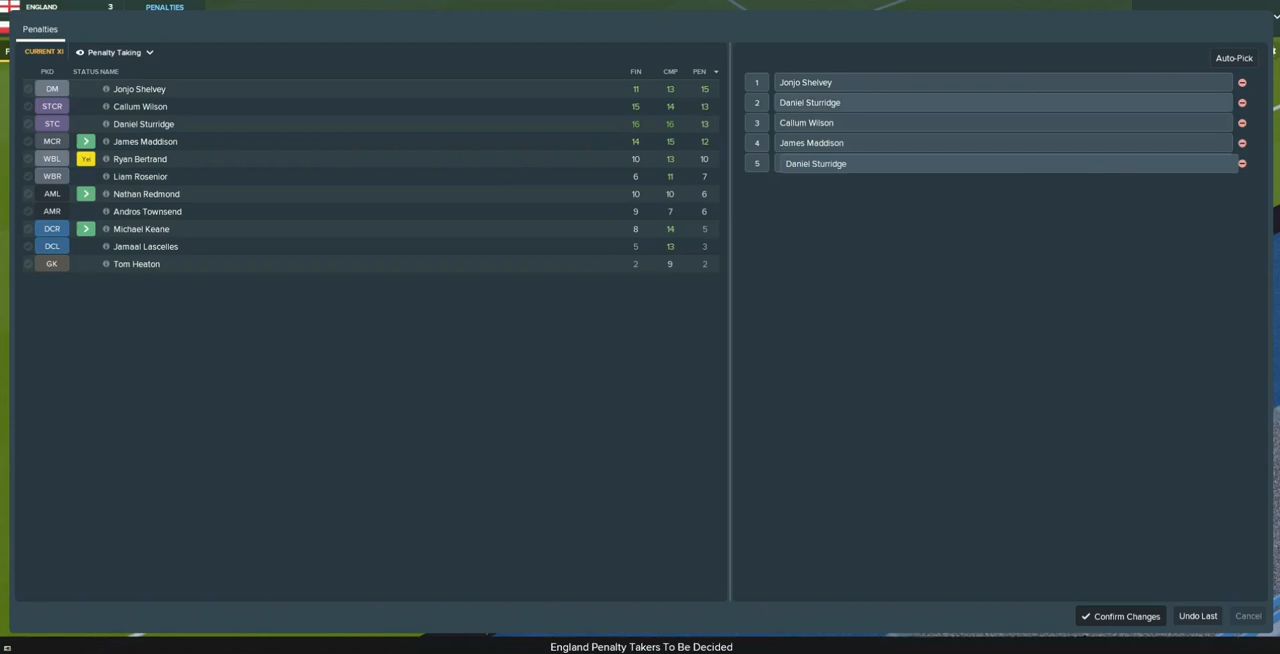 ENGLAND 3 PENALTIES
Penalties
CURRENT XI Penalty Taking
PKD STATUS NAME FIN CMP PEN
DM Jonjo Shelvey 11 13 15
STCR Callum Wilson 15 14 13
STC Daniel Sturridge 16 16 13
MCR James Maddison 14 15 12
WBL Yel Ryan Bertrand 10 13 10
WBR Liam Rosenior 6 11 7
AML Nathan Redmond 10 10 6
AMR Andros Townsend 9 7 6
DCR Michael Keane 8 14 5
DCL Jamaal Lascelles 5 13 3
GK Tom Heaton 2 9 2
Auto-Pick
1 Jonjo Shelvey
2 Daniel Sturridge
3 Callum Wilson
4 James Maddison
5 Daniel Sturridge
Confirm Changes Undo Last Cancel
England Penalty Takers To Be Decided